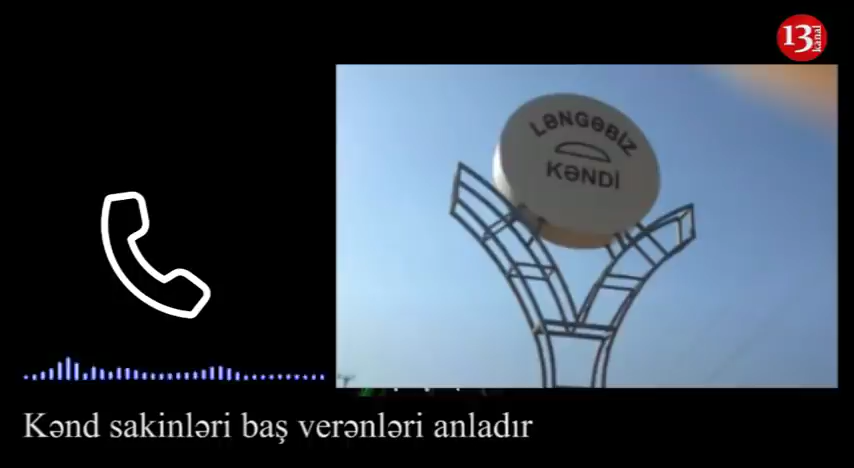 13
kanal
LƏNGƏBİZ
KƏNDİ
Kənd sakinləri baş verənləri anladır